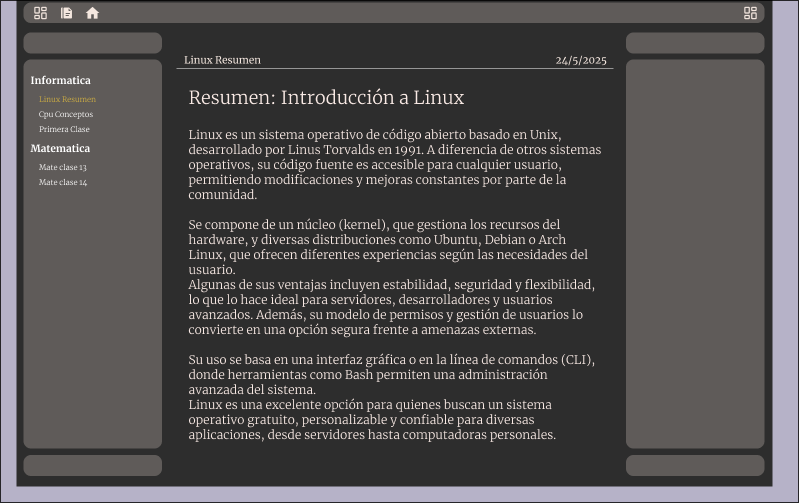 Linux Resumen 24/5/2025
Informatica
Linux Resumen
Cpu Conceptos
Primera Clase
Matematica
Mate clase 13
Mate clase 14
Resumen: Introducción a Linux
Linux es un sistema operativo de código abierto basado en Unix,
desarrollado por Linus Torvalds en 1991. A diferencia de otros sistemas
operativos, su código fuente es accesible para cualquier usuario,
permitiendo modificaciones y mejoras constantes por parte de la
comunidad.
Se compone de un núcleo (kernel), que gestiona los recursos del
hardware, y diversas distribuciones como Ubuntu, Debian o Arch
Linux, que ofrecen diferentes experiencias según las necesidades del
usuario.
Algunas de sus ventajas incluyen estabilidad, seguridad y flexibilidad,
lo que lo hace ideal para servidores, desarrolladores y usuarios
avanzados. Además, su modelo de permisos y gestión de usuarios lo
convierte en una opción segura frente a amenazas externas.
Su uso se basa en una interfaz gráfica o en la línea de comandos (CLI),
donde herramientas como Bash permiten una administración
avanzada del sistema.
Linux es una excelente opción para quienes buscan un sistema
operativo gratuito, personalizable y confiable para diversas
aplicaciones, desde servidores hasta computadoras personales.